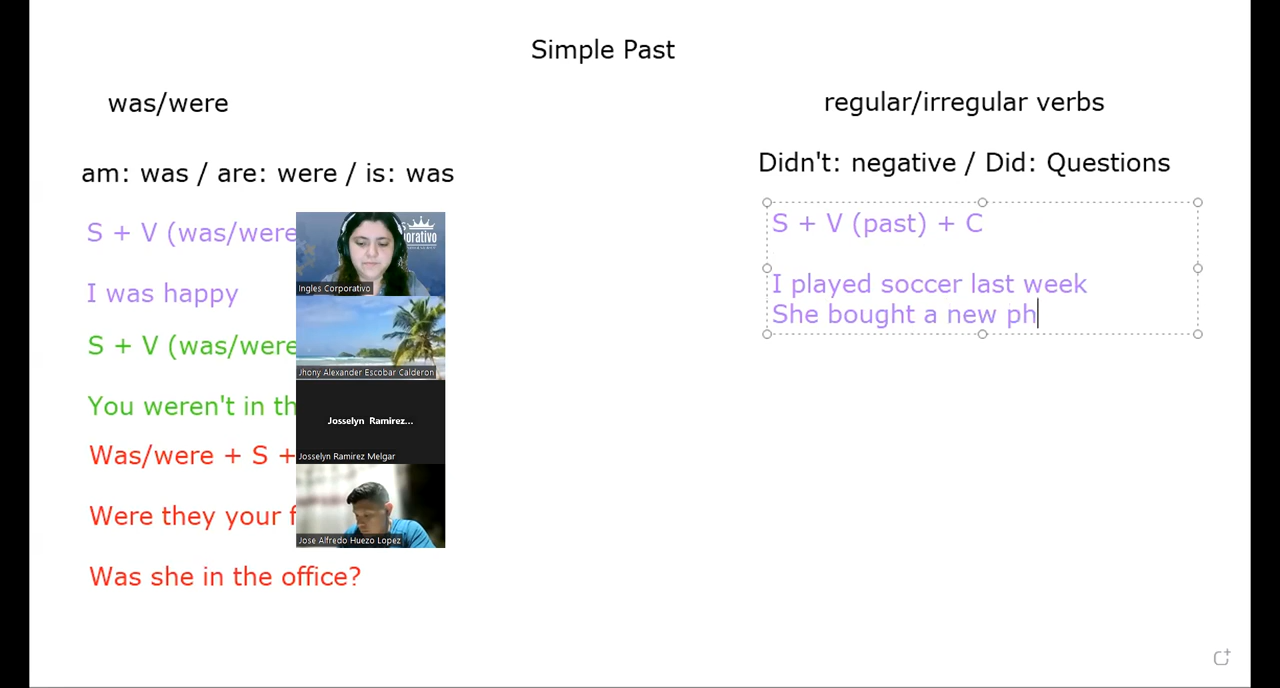 Simple Past
was/were
am: was / are: were / is: was
S + V (was/were
I was happy
S + V (was/were
You weren't in th
Was/were + S +
Were they your f
Was she in the office?
orativo
Ingles Corporativo
Jhony Alexander Escobar Calderon
Josselyn Ramirez...
Josselyn Ramirez Melgar
Jose Alfredo Huezo Lopez
regular/irregular verbs
Didn't: negative / Did: Questions
S + V (past) + C
I played soccer last week
She bought a new ph